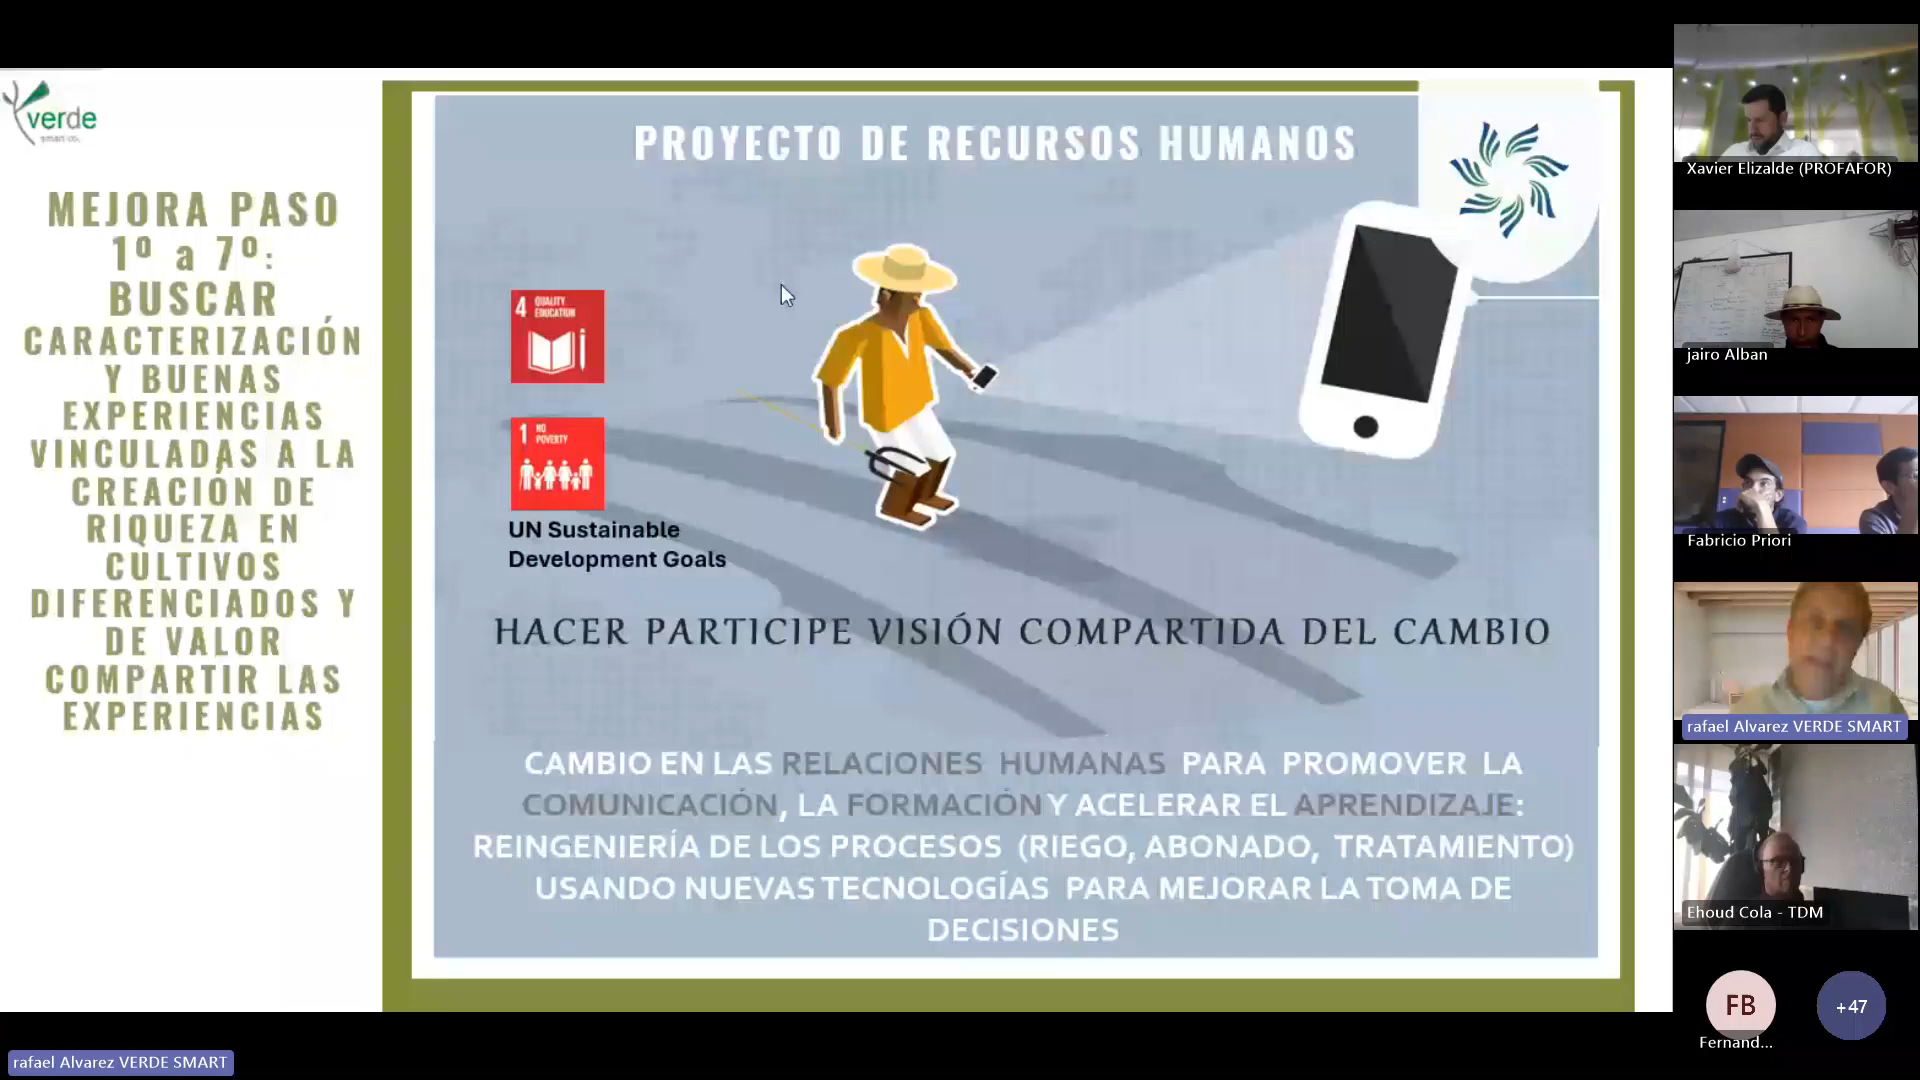 verde
smart co.
MEJORA PASO
1º a 7º:
BUSCAR
CARACTERIZACIÓN
Y BUENAS
EXPERIENCIAS
VINCULADAS A LA
CREACIÓN DE
RIQUEZA EN
CULTIVOS
DIFERENCIADOS Y
DE VALOR
COMPARTIR LAS
EXPERIENCIAS
PROYECTO DE RECURSOS HUMANOS
4 QUALITY
EDUCATION
1 NO
POVERTY
UN Sustainable
Development Goals
HACER PARTICIPE VISIÓN COMPARTIDA DEL CAMBIO
CAMBIO EN LAS RELACIONES HUMANAS PARA PROMOVER LA
COMUNICACIÓN, LA FORMACIÓN Y ACELERAR EL APRENDIZAJE:
REINGENIERÍA DE LOS PROCESOS (RIEGO, ABONADO, TRATAMIENTO)
USANDO NUEVAS TECNOLOGÍAS PARA MEJORAR LA TOMA DE
DECISIONES
Xavier Elizalde (PROFAFOR)
jairo Alban
Fabricio Priori
rafael Alvarez VERDE SMART
Ehoud Cola - TDM
FB
+47
Fernand...
rafael Alvarez VERDE SMART